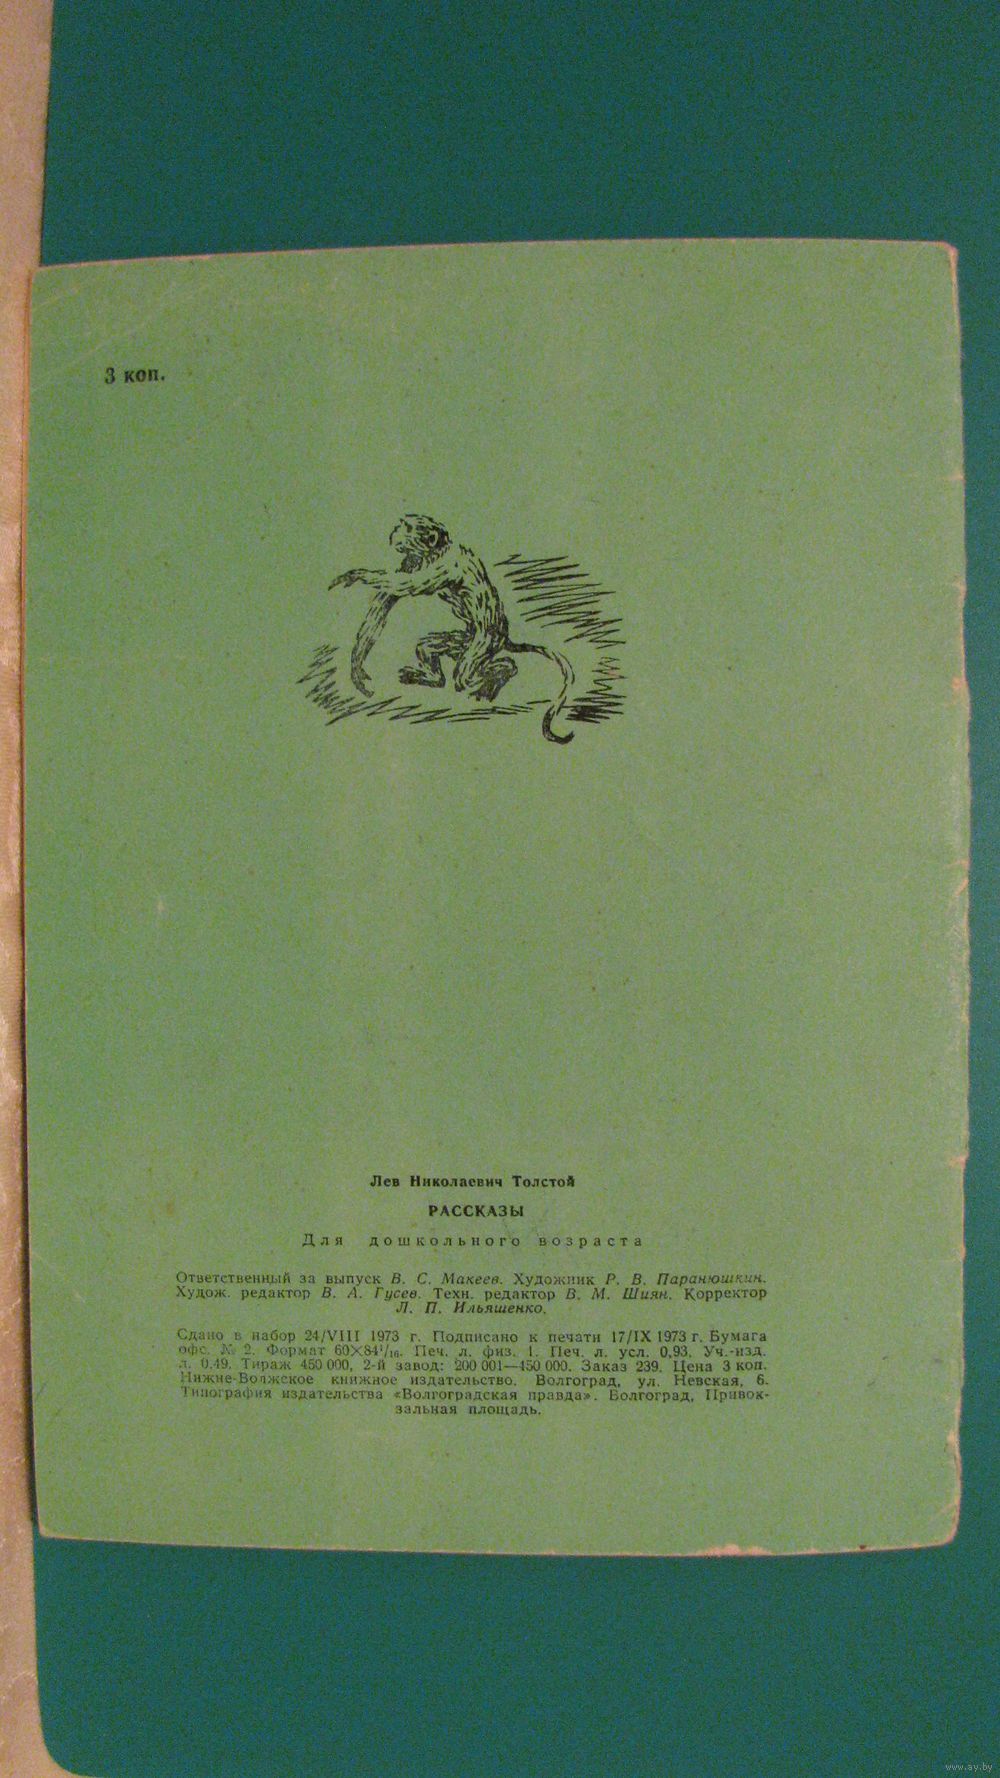 3 коп.
Лев Николаевич Толстой
РАССКАЗЫ
Для дошкольного возраста
Ответственный за выпуск В. С. Макеев. Художник Р. В. Паранюшкин.
Худож. редактор В. А. Гусев. Техн. редактор В. М. Шиян. Корректор
Л. П. Ильяшенко.
Сдано в набор 24/VIII 1973 г. Подписано к печати 17/IX 1973 г. Бумага
офс. № 2. Формат 60×84¹/₁₆. Печ. л. физ. 1. Печ. л. усл. 0,93. Уч.-изд.
л. 0,49. Тираж 450 000, 2-й завод: 200 001—450 000. Заказ 239. Цена 3 коп.
Нижне-Волжское книжное издательство. Волгоград, ул. Невская, 6.
Типография издательства «Волгоградская правда». Волгоград, Привок-
зальная площадь.
www.ay.by